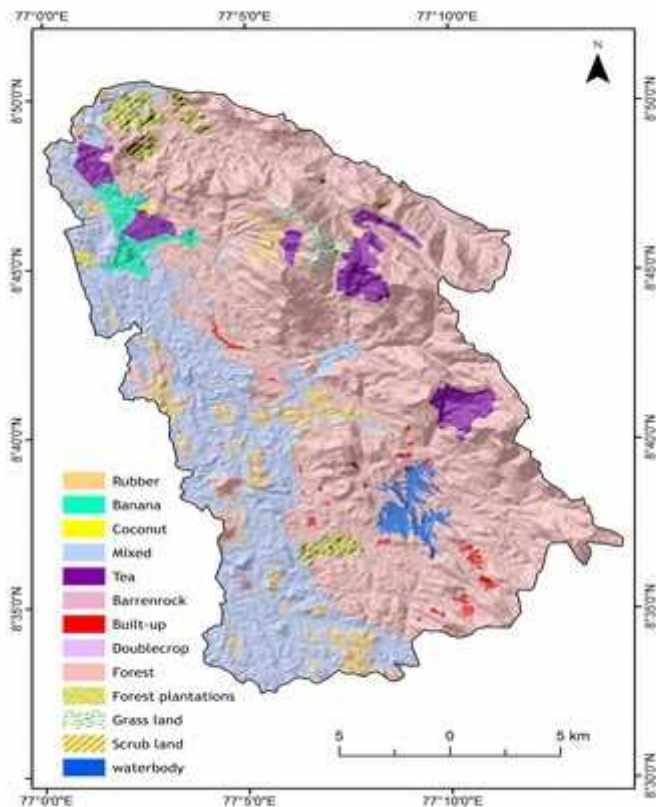 77°0'0"E 77°5'0"E 77°10'0"E
N
8°50'0"N 8°50'0"N
8°45'0"N 8°45'0"N
8°40'0"N 8°40'0"N
8°35'0"N 8°35'0"N
8°30'0"N
Rubber
Banana
Coconut
Mixed
Tea
Barrenrock
Built-up
Doublecrop
Forest
Forest plantations
Grass land
Scrub land
waterbody
5 0 5 km
77°0'0"E 77°5'0"E 77°10'0"E